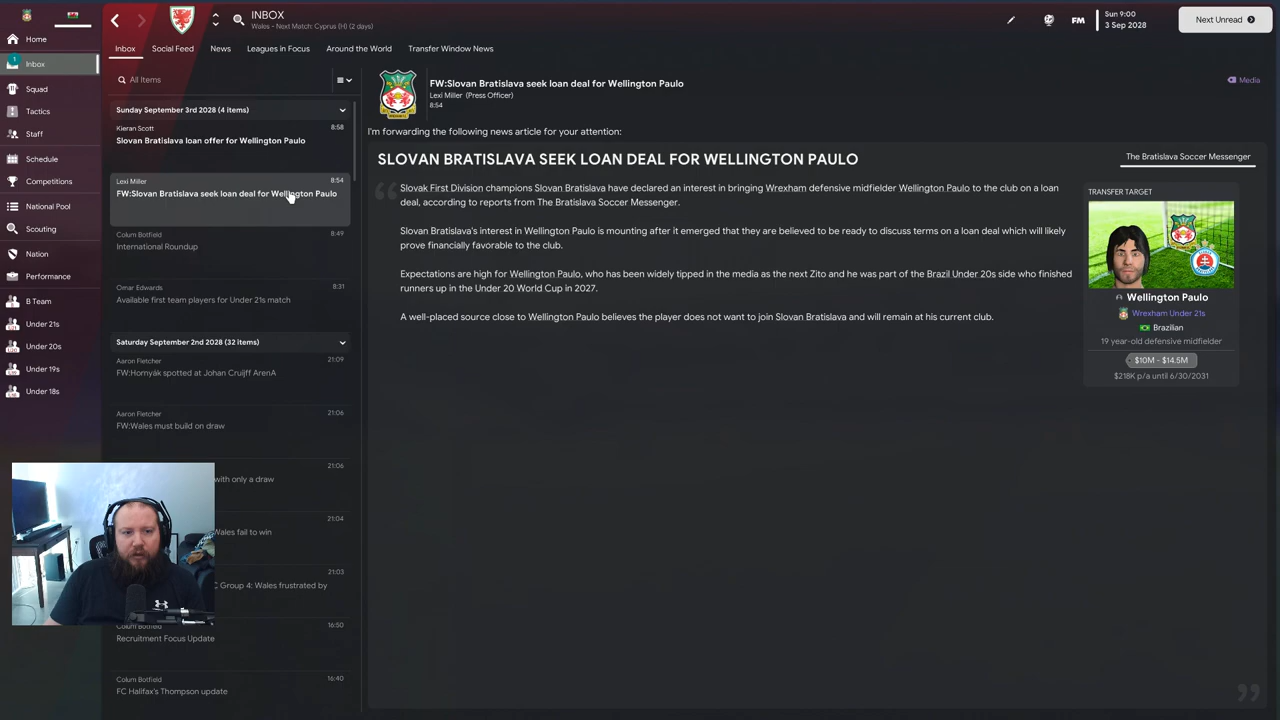 INBOX
Wales - Next Match: Cyprus (H) (2 days)
FM
Sun 9:00
3 Sep 2028
Next Unread
Home
1
Inbox
Squad
Tactics
Staff
Schedule
Competitions
National Pool
Scouting
Nation
Performance
B Team
Under 21s
Under 20s
Under 19s
Under 18s
Inbox
Social Feed
News
Leagues in Focus
Around the World
Transfer Window News
All Items
Sunday September 3rd 2028 (4 items)
Kieran Scott
8:58
Slovan Bratislava loan offer for Wellington Paulo
Lexi Miller
8:54
FW:Slovan Bratislava seek loan deal for Wellington Paulo
Colum Botfield
8:49
International Roundup
Omar Edwards
8:31
Available first team players for Under 21s match
Saturday September 2nd 2028 (32 items)
Aaron Fletcher
21:09
FW:Homyák spotted at Johan Cruijff ArenA
Aaron Fletcher
21:06
FW:Wales must build on draw
21:06
with only a draw
21:04
Wales fail to win
21:03
C Group 4: Wales frustrated by
Colum Botfield
16:50
Recruitment Focus Update
Colum Botfield
16:40
FC Halifax's Thompson update
FW:Slovan Bratislava seek loan deal for Wellington Paulo
Lexi Miller (Press Officer)
8:54
Media
I'm forwarding the following news article for your attention:
SLOVAN BRATISLAVA SEEK LOAN DEAL FOR WELLINGTON PAULO
The Bratislava Soccer Messenger
Slovak First Division champions Slovan Bratislava have declared an interest in bringing Wrexham defensive midfielder Wellington Paulo to the club on a loan
deal, according to reports from The Bratislava Soccer Messenger.
Slovan Bratislava's interest in Wellington Paulo is mounting after it emerged that they are believed to be ready to discuss terms on a loan deal which will likely
prove financially favorable to the club.
Expectations are high for Wellington Paulo, who has been widely tipped in the media as the next Zito and he was part of the Brazil Under 20s side who finished
runners up in the Under 20 World Cup in 2027.
A well-placed source close to Wellington Paulo believes the player does not want to join Slovan Bratislava and will remain at his current club.
TRANSFER TARGET
Wellington Paulo
Wrexham Under 21s
Brazilian
19 year-old defensive midfielder
$10M - $14.5M
$218K p/a until 6/30/2031